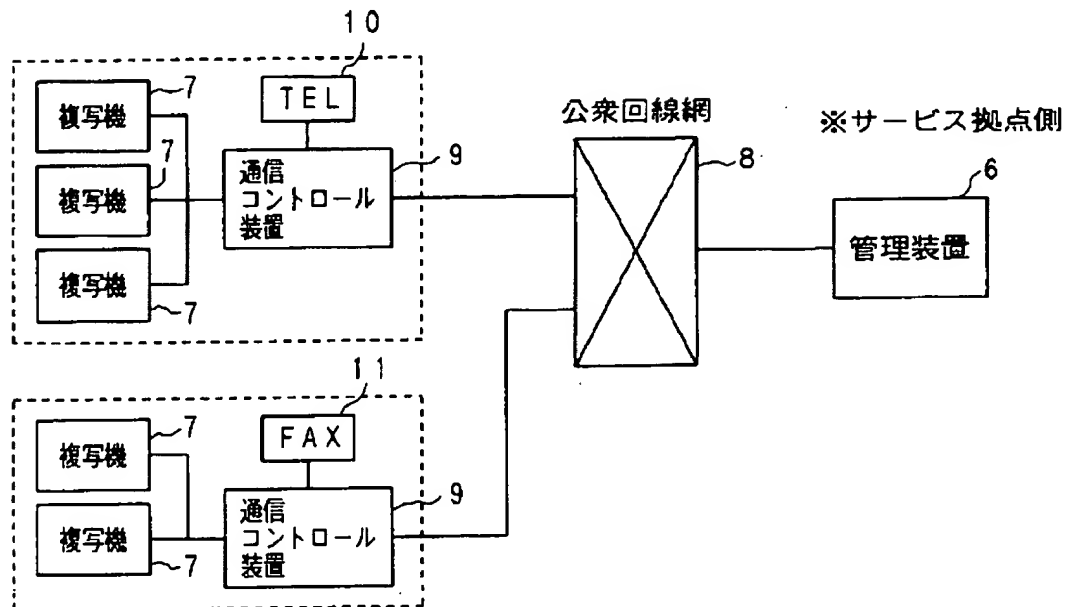 10
7
複写機
TEL
公衆回線網
※サービス拠点側
7
複写機
通信
コントロール
装置
9
8
6
複写機
7
管理装置
11
7
複写機
FAX
通信
コントロール
装置
9
複写機
7